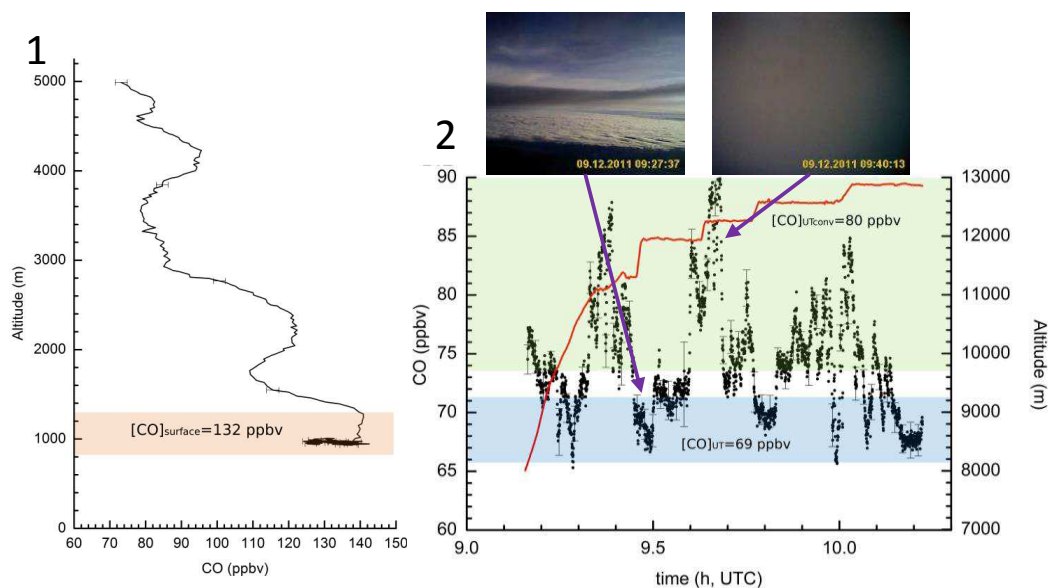 1
5000
4000
3000
2000
1000
0
Altitude (m)
[CO]surface=132 ppbv
60 70 80 90 100 110 120 130 140 150
CO (ppbv)
2
09.12.2011 09:27:37
09.12.2011 09:40:13
90
85
80
75
70
65
60
CO (ppbv)
[CO]UTconv=80 ppbv
[CO]UT=69 ppbv
13000
12000
11000
10000
9000
8000
7000
Altitude (m)
9.0 9.5 10.0
time (h, UTC)